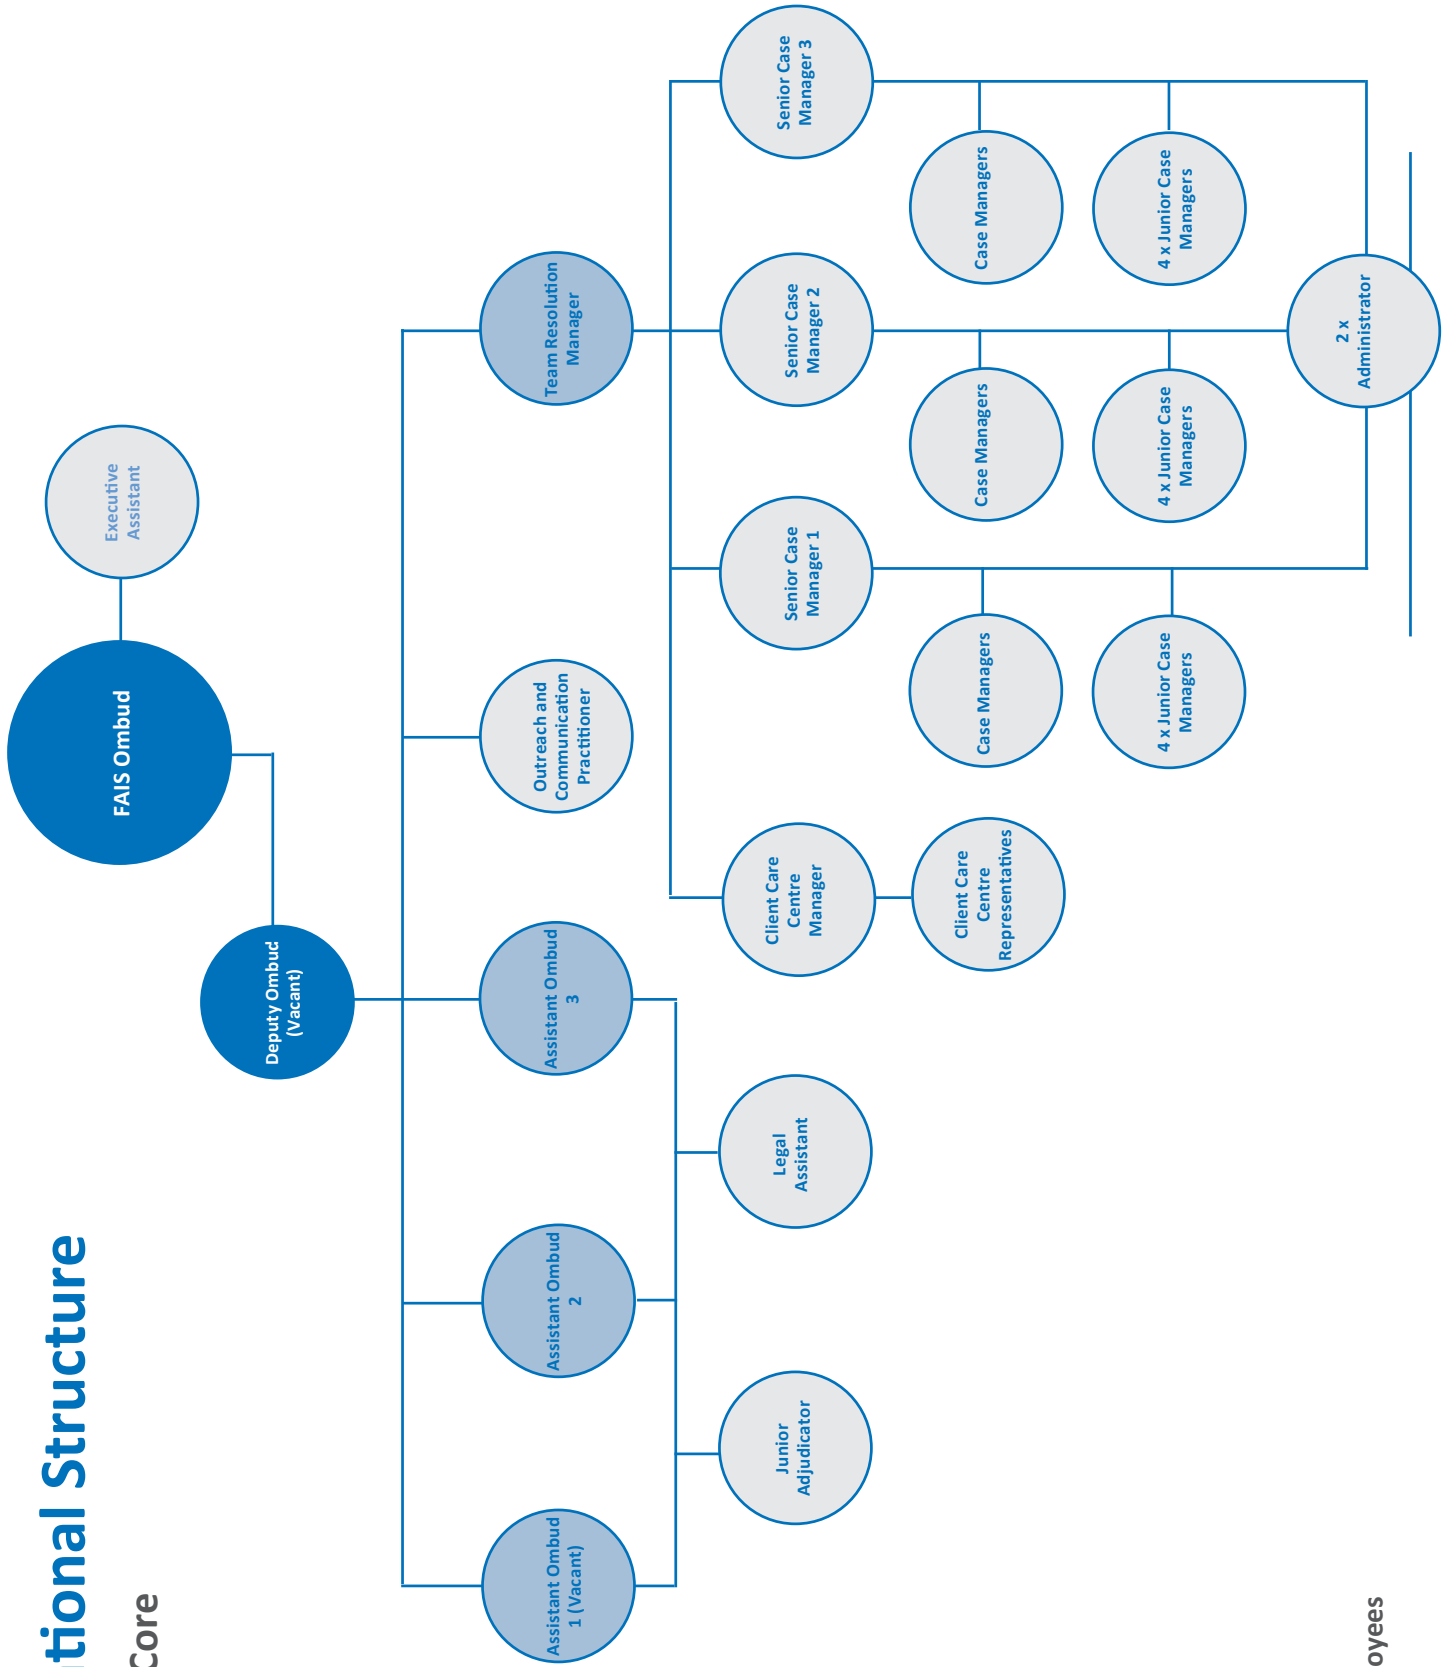 tional Structure
Core
FAIS Ombud
Executive
Assistant
Deputy Ombud
(Vacant)
Assistant Ombud
1 (Vacant)
Assistant Ombud
2
Assistant Ombud
3
Outreach and
Communication
Practitioner
Team Resolution
Manager
Junior
Adjudicator
Legal
Assistant
Client Care
Centre
Manager
Senior Case
Manager 1
Senior Case
Manager 2
Senior Case
Manager 3
Client Care
Centre
Representatives
Case Managers
Case Managers
Case Managers
4 x Junior Case
Managers
4 x Junior Case
Managers
4 x Junior Case
Managers
2 x
Administrator
oyees